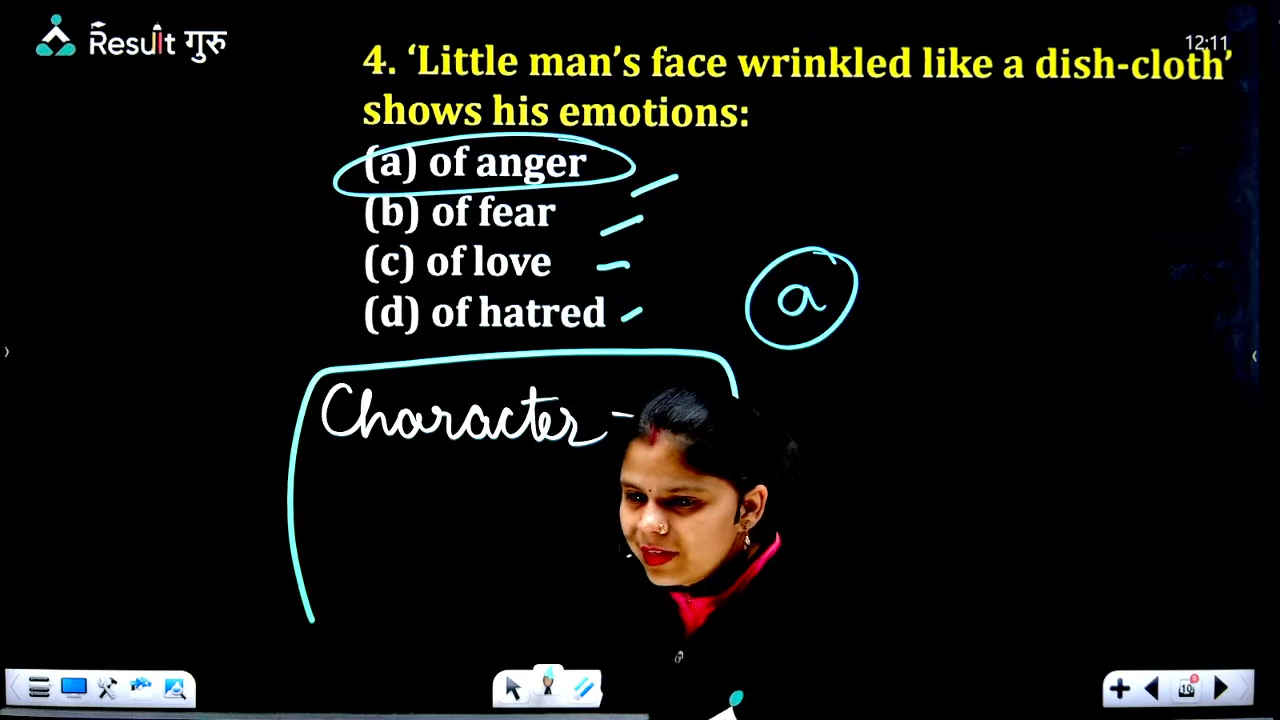 Result गुरु
12:11
4. ‘Little man’s face wrinkled like a dish-cloth’
shows his emotions:
(a) of anger
(b) of fear
(c) of love
(d) of hatred
a
Character -
10